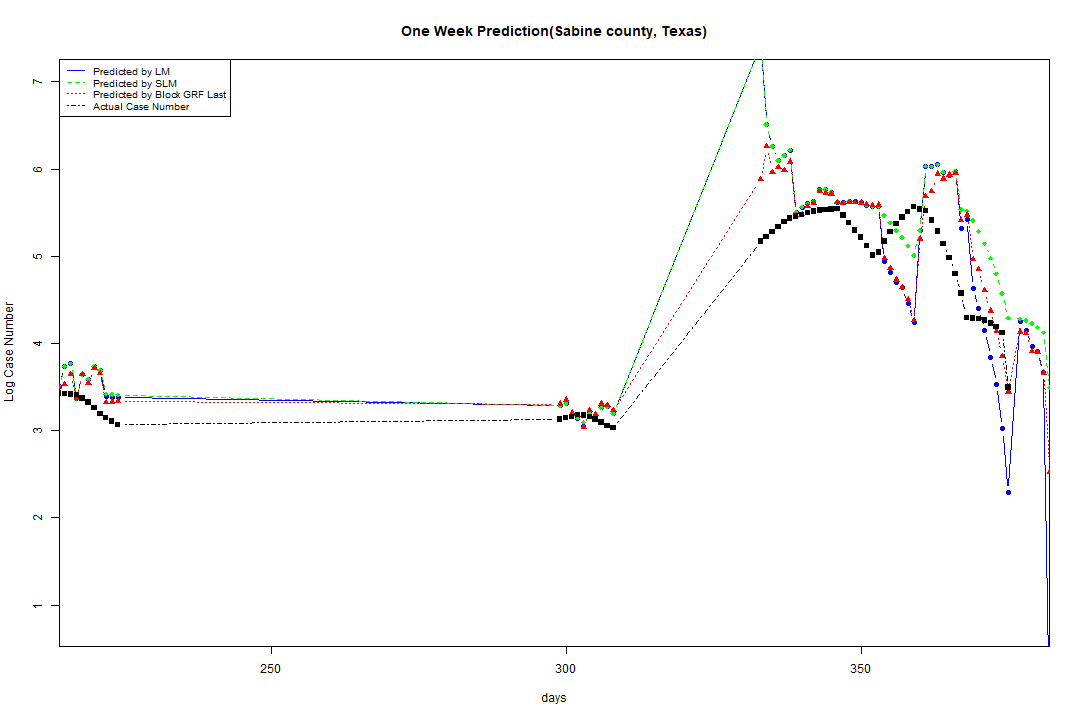 One Week Prediction(Sabine county, Texas)
Predicted by LM
Predicted by SLM
Predicted by Block GRF Last
Actual Case Number
7
6
5
4
3
2
1
Log Case Number
250 300 350
days